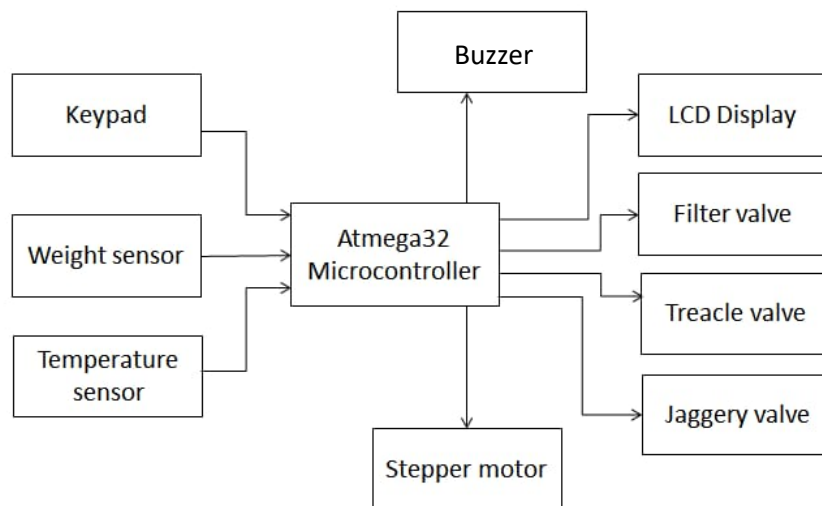 Buzzer
Keypad
LCD Display
Filter valve
Weight sensor
Atmega32
Microcontroller
Treacle valve
Temperature
sensor
Jaggery valve
Stepper motor